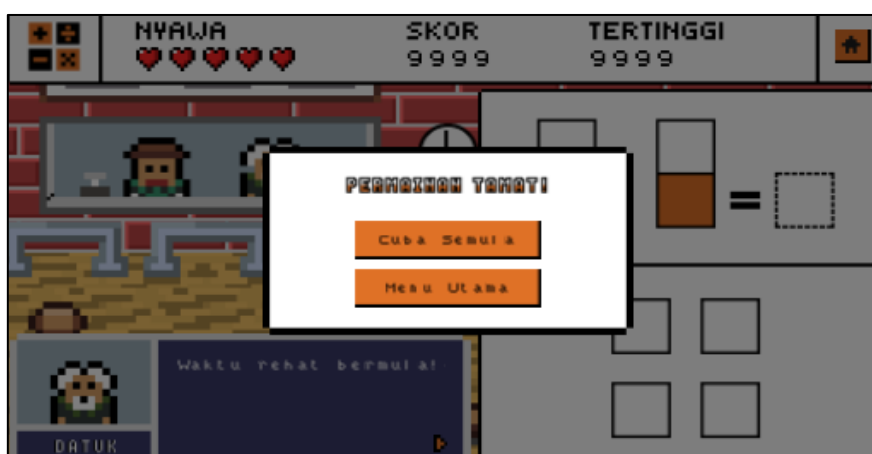 NYAWA SKOR TERTINGGI
9999 9999
PERMAINAN TAMAT!
Cuba Semula
Menu Utama
=
Waktu rehat bermula!
DATUK